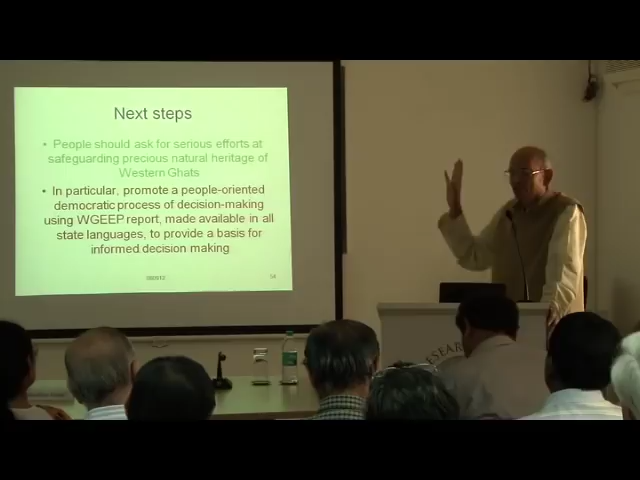 Next steps
• People should ask for serious efforts at
safeguarding precious natural heritage of
Western Ghats
• In particular, promote a people-oriented
democratic process of decision-making
using WGEEP report, made available in all
state languages, to provide a basis for
informed decision making